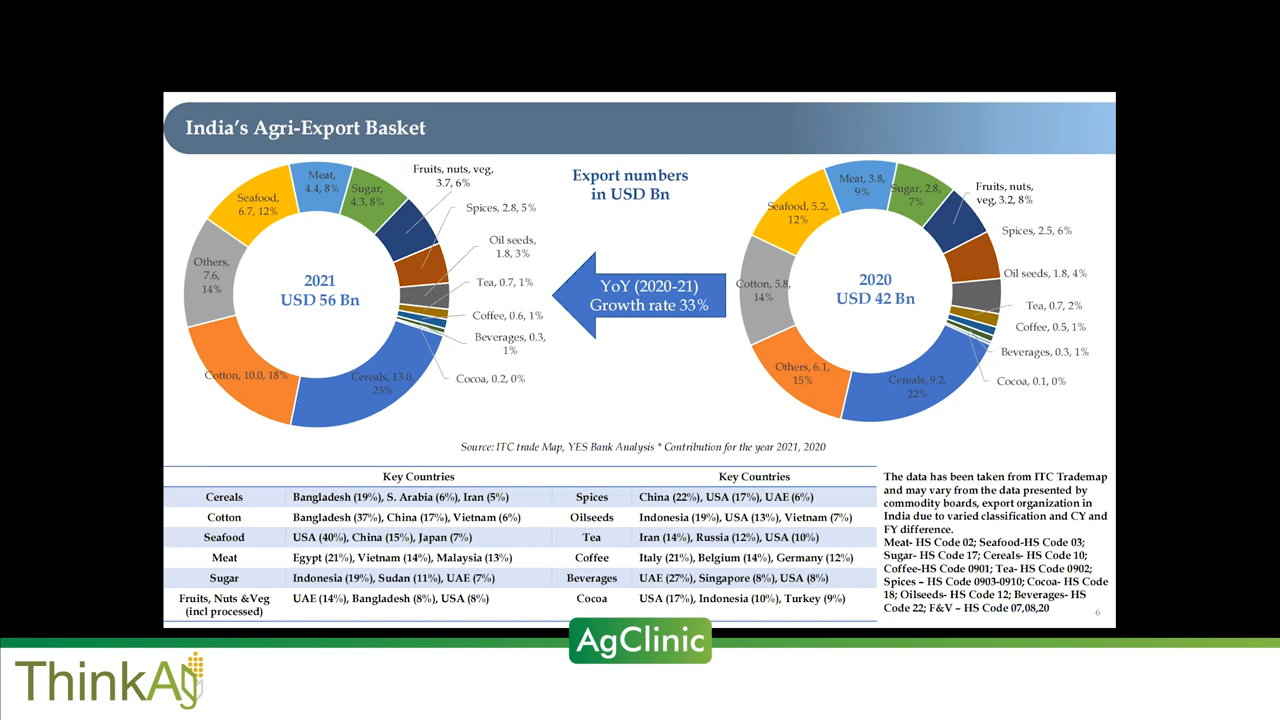 India's Agri-Export Basket
Meat,
4.4, 8%
Sugar,
4.3, 8%
Fruits, nuts, veg,
3.7, 6%
Spices, 2.8, 5%
Oil seeds,
1.8, 3%
Tea, 0.7, 1%
Coffee, 0.6, 1%
Beverages, 0.3,
1%
Cocoa, 0.2, 0%
Cereals, 13.0,
23%
Cotton, 10.0, 18%
Others,
7.6,
14%
Seafood,
6.7, 12%
2021
USD 56 Bn
Export numbers
in USD Bn
YoY (2020-21)
Growth rate 33%
Meat, 3.8,
9%
Sugar, 2.8,
7%
Fruits, nuts,
veg, 3.2, 8%
Spices, 2.5, 6%
Oil seeds, 1.8, 4%
Tea, 0.7, 2%
Coffee, 0.5, 1%
Beverages, 0.3, 1%
Cocoa, 0.1, 0%
Cereals, 9.2,
22%
Others, 6.1,
15%
Cotton, 5.8,
14%
Seafood, 5.2,
12%
2020
USD 42 Bn
Source: ITC trade Map, YES Bank Analysis * Contribution for the year 2021, 2020
Key Countries Key Countries
Cereals Bangladesh (19%), S. Arabia (6%), Iran (5%) Spices China (22%), USA (17%), UAE (6%)
Cotton Bangladesh (37%), China (17%), Vietnam (6%) Oilseeds Indonesia (19%), USA (13%), Vietnam (7%)
Seafood USA (40%), China (15%), Japan (7%) Tea Iran (14%), Russia (12%), USA (10%)
Meat Egypt (21%), Vietnam (14%), Malaysia (13%) Coffee Italy (21%), Belgium (14%), Germany (12%)
Sugar Indonesia (19%), Sudan (11%), UAE (7%) Beverages UAE (27%), Singapore (8%), USA (8%)
Fruits, Nuts &Veg UAE (14%), Bangladesh (8%), USA (8%) Cocoa USA (17%), Indonesia (10%), Turkey (9%)
(incl processed)
The data has been taken from ITC Trademap
and may vary from the data presented by
commodity boards, export organization in
India due to varied classification and CY and
FY difference.
Meat- HS Code 02; Seafood-HS Code 03;
Sugar- HS Code 17; Cereals- HS Code 10;
Coffee-HS Code 0901; Tea- HS Code 0902;
Spices – HS Code 0903-0910; Cocoa- HS Code
18; Oilseeds- HS Code 12; Beverages- HS
Code 22; F&V – HS Code 07,08,20
6
AgClinic
ThinkAg